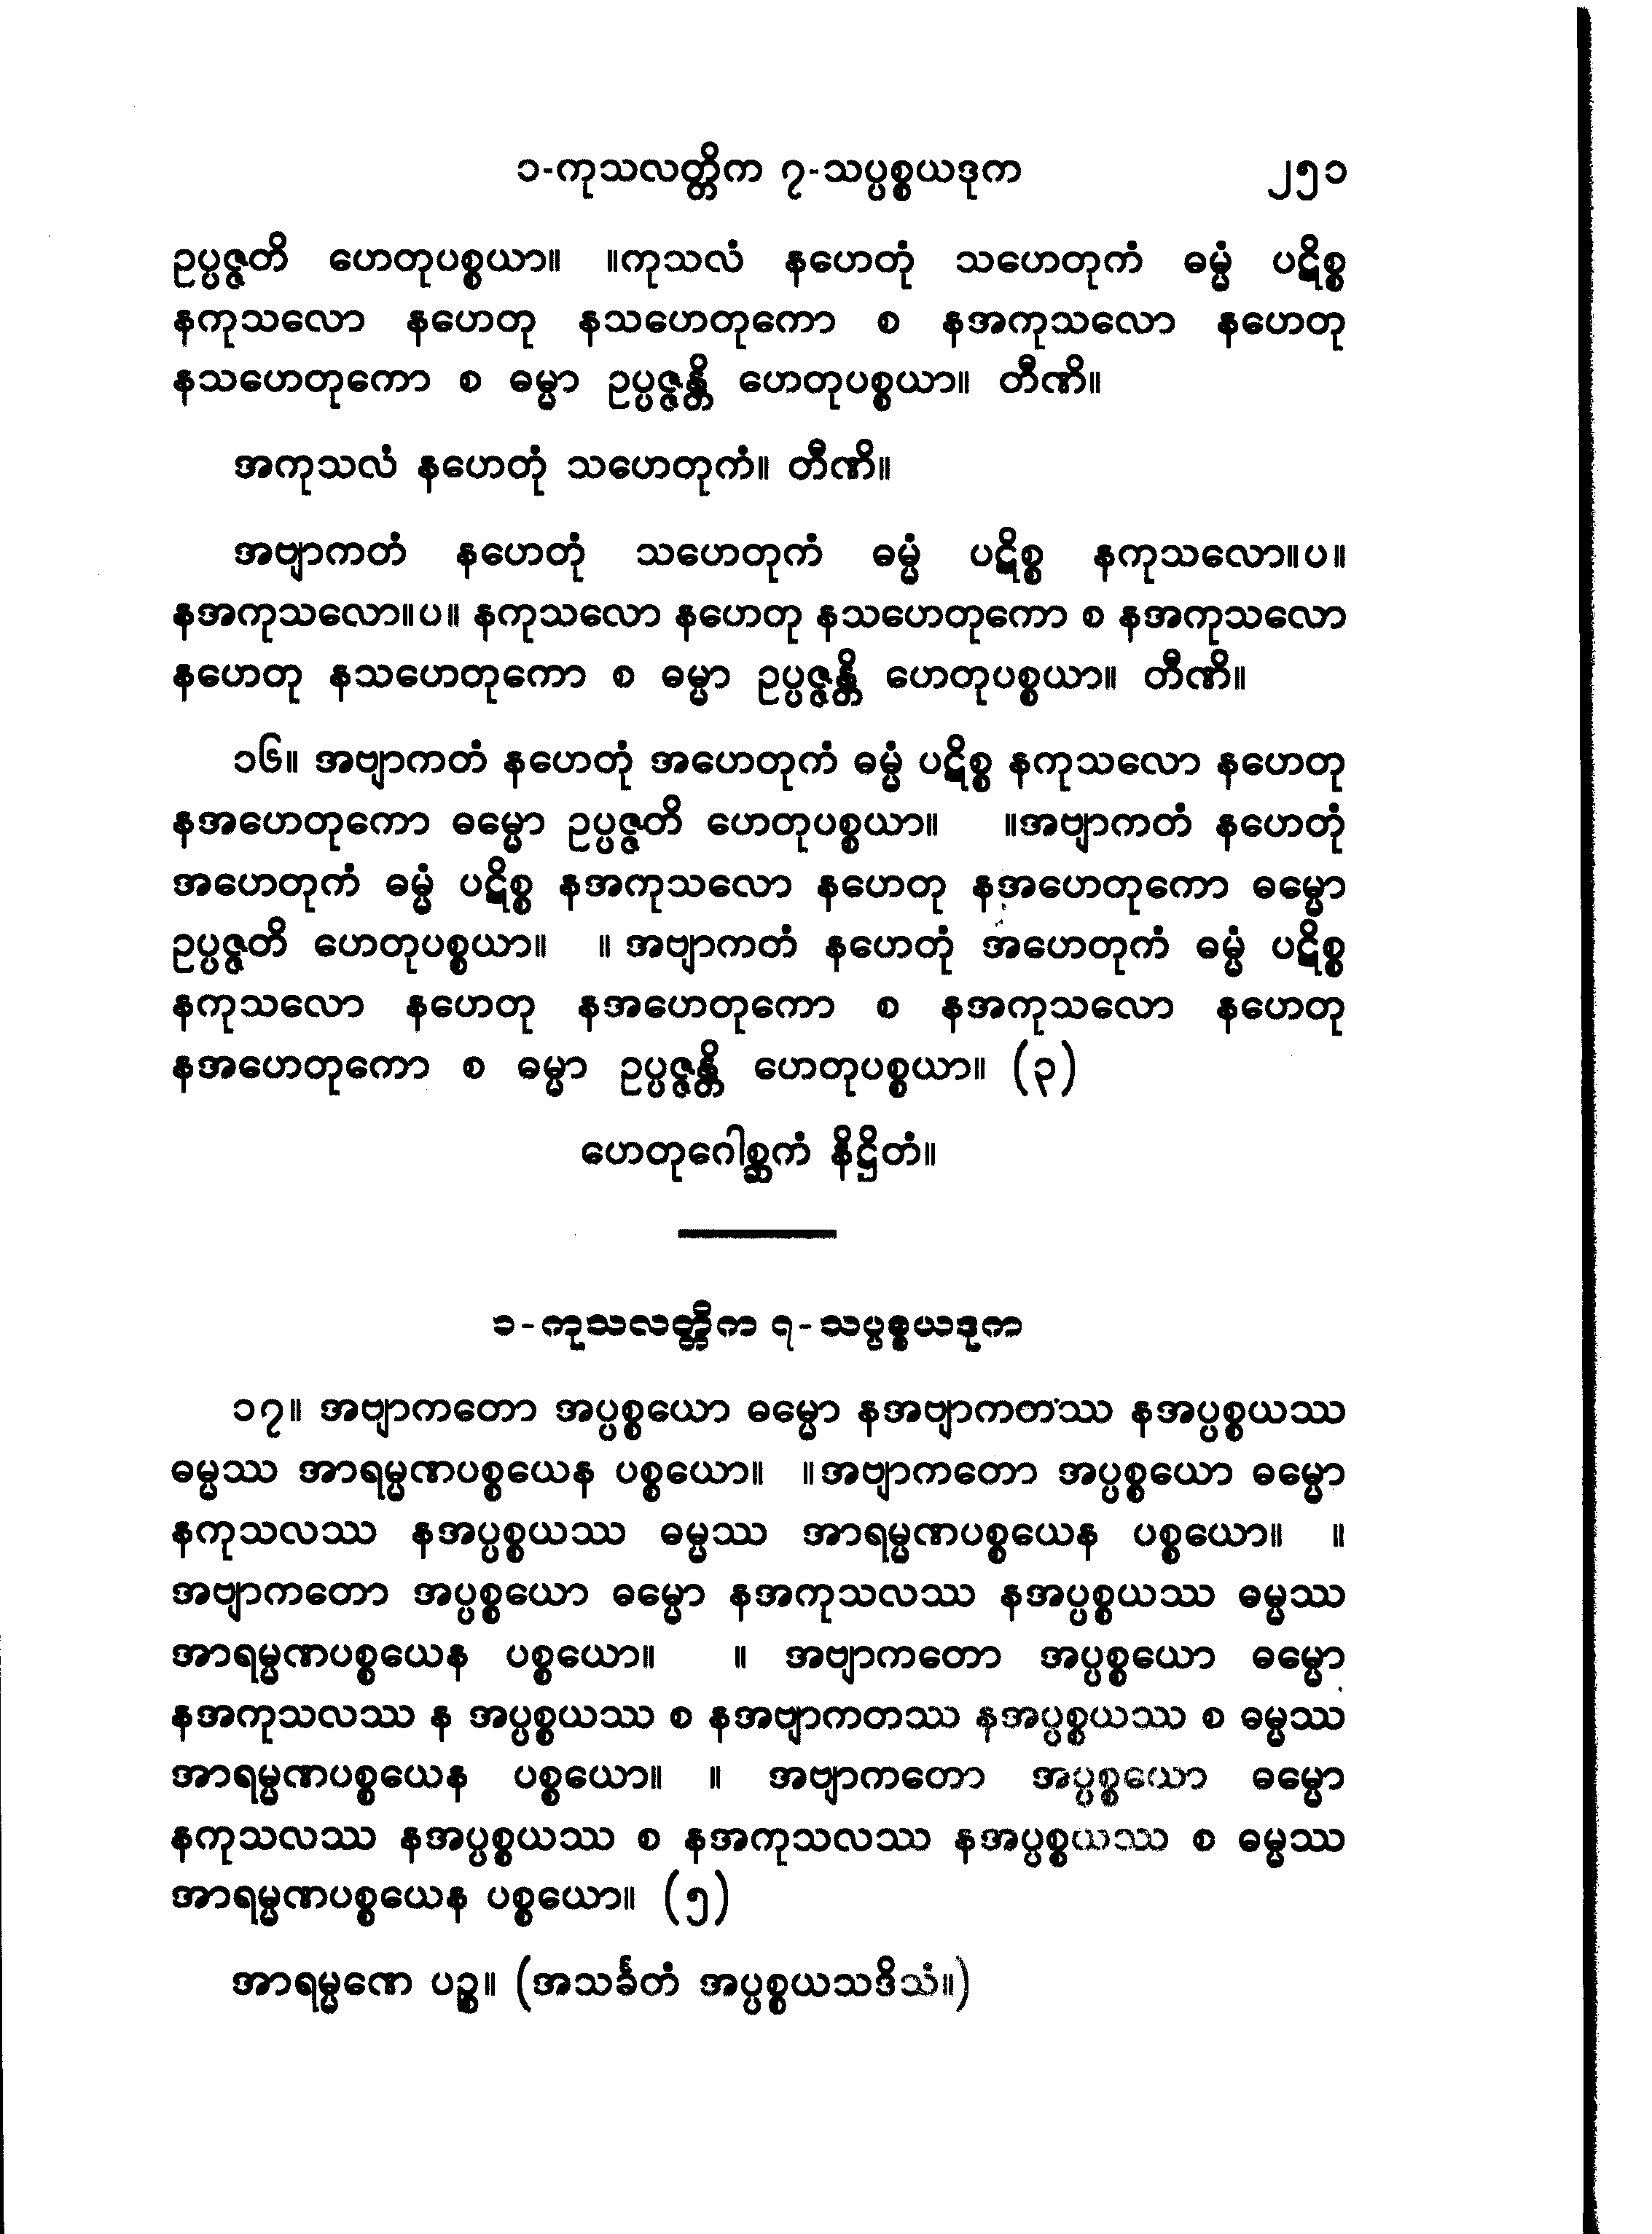 ၁-ကုသလတ္တိက ၇-သပ္ပစ္စယဒုက ၂၅၁
ဥပ္ပဇ္ဇတိ ဟေတုပစ္စယာ။ ။ကုသလံ နဟေတုံ သဟေတုကံ ဓမ္မံ ပဋိစ္စ
နကုသလော နဟေတု နသဟေတုကော စ နအကုသလော နဟေတု
နသဟေတုကော စ ဓမ္မာ ဥပ္ပဇ္ဇန္တိ ဟေတုပစ္စယာ။ တီဏိ။
အကုသလံ နဟေတုံ သဟေတုကံ။ တီဏိ။
အဗျာကတံ နဟေတုံ သဟေတုကံ ဓမ္မံ ပဋိစ္စ နကုသလော။ပ။
နအကုသလော။ပ။ နကုသလော နဟေတု နသဟေတုကော စ နအကုသလော
နဟေတု နသဟေတုကော စ ဓမ္မာ ဥပ္ပဇ္ဇန္တိ ဟေတုပစ္စယာ။ တီဏိ။
၁၆။ အဗျာကတံ နဟေတုံ အဟေတုကံ ဓမ္မံ ပဋိစ္စ နကုသလော နဟေတု
နအဟေတုကော ဓမ္မော ဥပ္ပဇ္ဇတိ ဟေတုပစ္စယာ။ ။အဗျာကတံ နဟေတုံ
အဟေတုကံ ဓမ္မံ ပဋိစ္စ နအကုသလော နဟေတု နအဟေတုကော ဓမ္မော
ဥပ္ပဇ္ဇတိ ဟေတုပစ္စယာ။ ။ အဗျာကတံ နဟေတုံ အဟေတုကံ ဓမ္မံ ပဋိစ္စ
နကုသလော နဟေတု နအဟေတုကော စ နအကုသလော နဟေတု
နအဟေတုကော စ ဓမ္မာ ဥပ္ပဇ္ဇန္တိ ဟေတုပစ္စယာ။ (၃)
ဟေတုဂေါစ္ဆကံ နိဋ္ဌိတံ။
၁-ကုသလတ္တိက ၇-သပ္ပစ္စယဒုက
၁၇။ အဗျာကတော အပ္ပစ္စယော ဓမ္မော နအဗျာကတဿ နအပ္ပစ္စယဿ
ဓမ္မဿ အာရမ္မဏပစ္စယေန ပစ္စယော။ ။အဗျာကတော အပ္ပစ္စယော ဓမ္မော
နကုသလဿ နအပ္ပစ္စယဿ ဓမ္မဿ အာရမ္မဏပစ္စယေန ပစ္စယော။ ။
အဗျာကတော အပ္ပစ္စယော ဓမ္မော နအကုသလဿ နအပ္ပစ္စယဿ ဓမ္မဿ
အာရမ္မဏပစ္စယေန ပစ္စယော။ ။ အဗျာကတော အပ္ပစ္စယော ဓမ္မော
နအကုသလဿ န အပ္ပစ္စယဿ စ နအဗျာကတဿ နအပ္ပစ္စယဿ စ ဓမ္မဿ
အာရမ္မဏပစ္စယေန ပစ္စယော။ ။ အဗျာကတော အပ္ပစ္စယော ဓမ္မော
နကုသလဿ နအပ္ပစ္စယဿ စ နအကုသလဿ နအပ္ပစ္စယဿ စ ဓမ္မဿ
အာရမ္မဏပစ္စယေန ပစ္စယော။ (၅)
အာရမ္မဏေ ပဉ္စ။ (အသင်္ခတံ အပ္ပစ္စယသဒိသံ။)